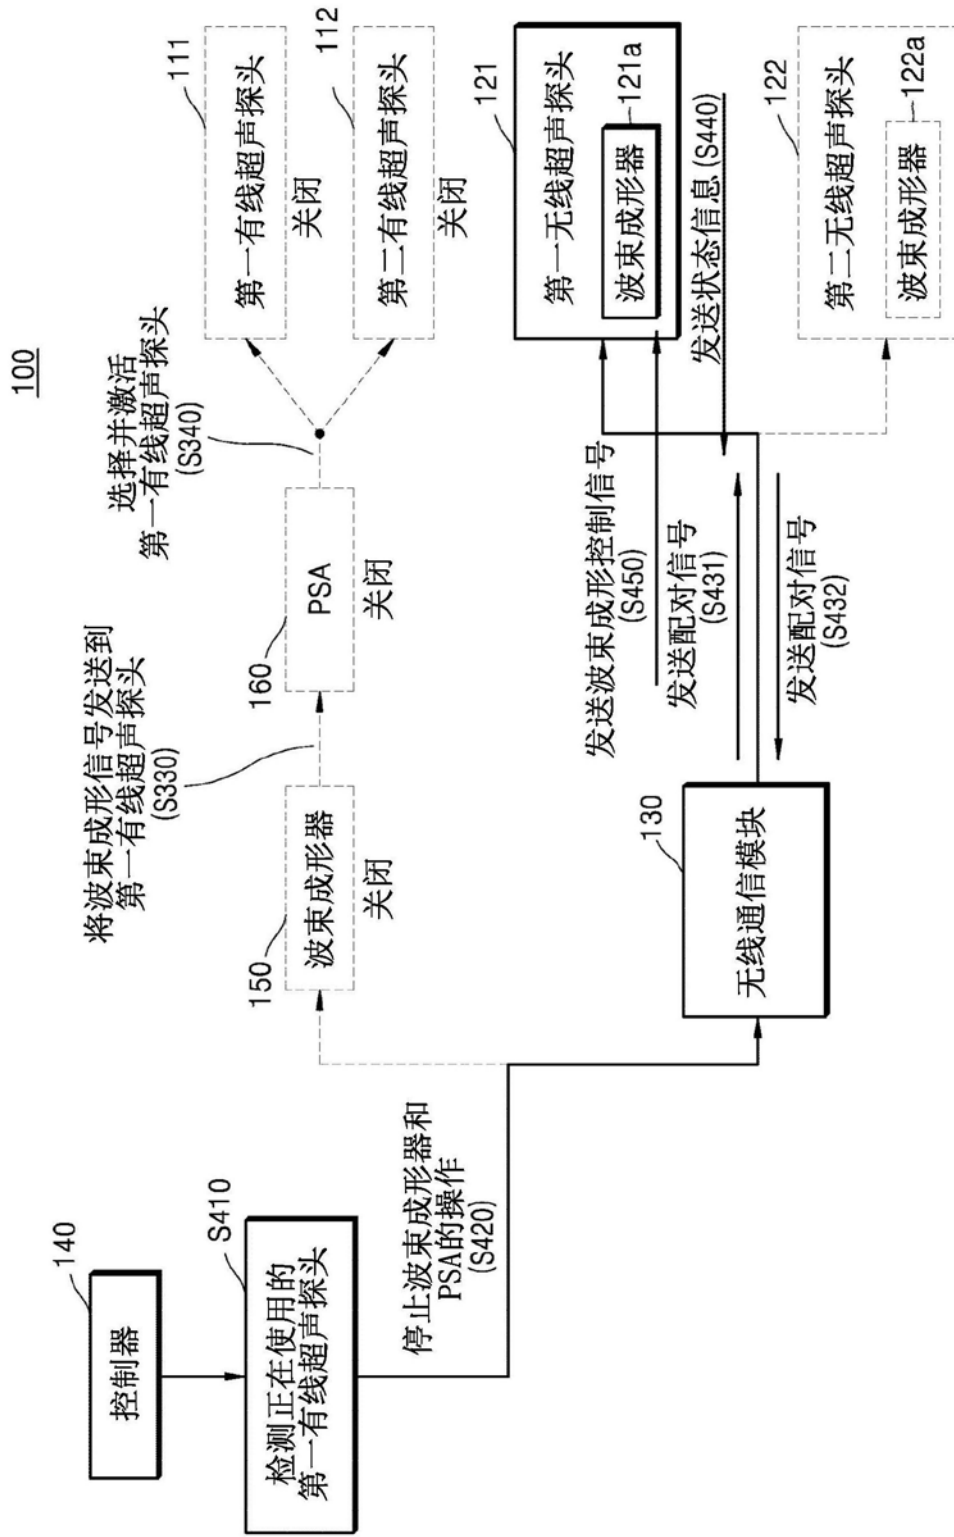 100
140
控制器
S410
检测正在使用的
第一有线超声探头
停止波束成形器和
PSA的操作
(S420)
150
波束成形器
关闭
将波束成形信号发送到
第一有线超声探头
(S330)
160
PSA
关闭
选择并激活
第一有线超声探头
(S340)
111
第一有线超声探头
关闭
112
第二有线超声探头
关闭
130
无线通信模块
发送波束成形控制信号
(S450)
发送配对信号
(S431)
发送配对信号
(S432)
发送状态信息(S440)
121
第一无线超声探头
121a
波束成形器
122
第二无线超声探头
122a
波束成形器